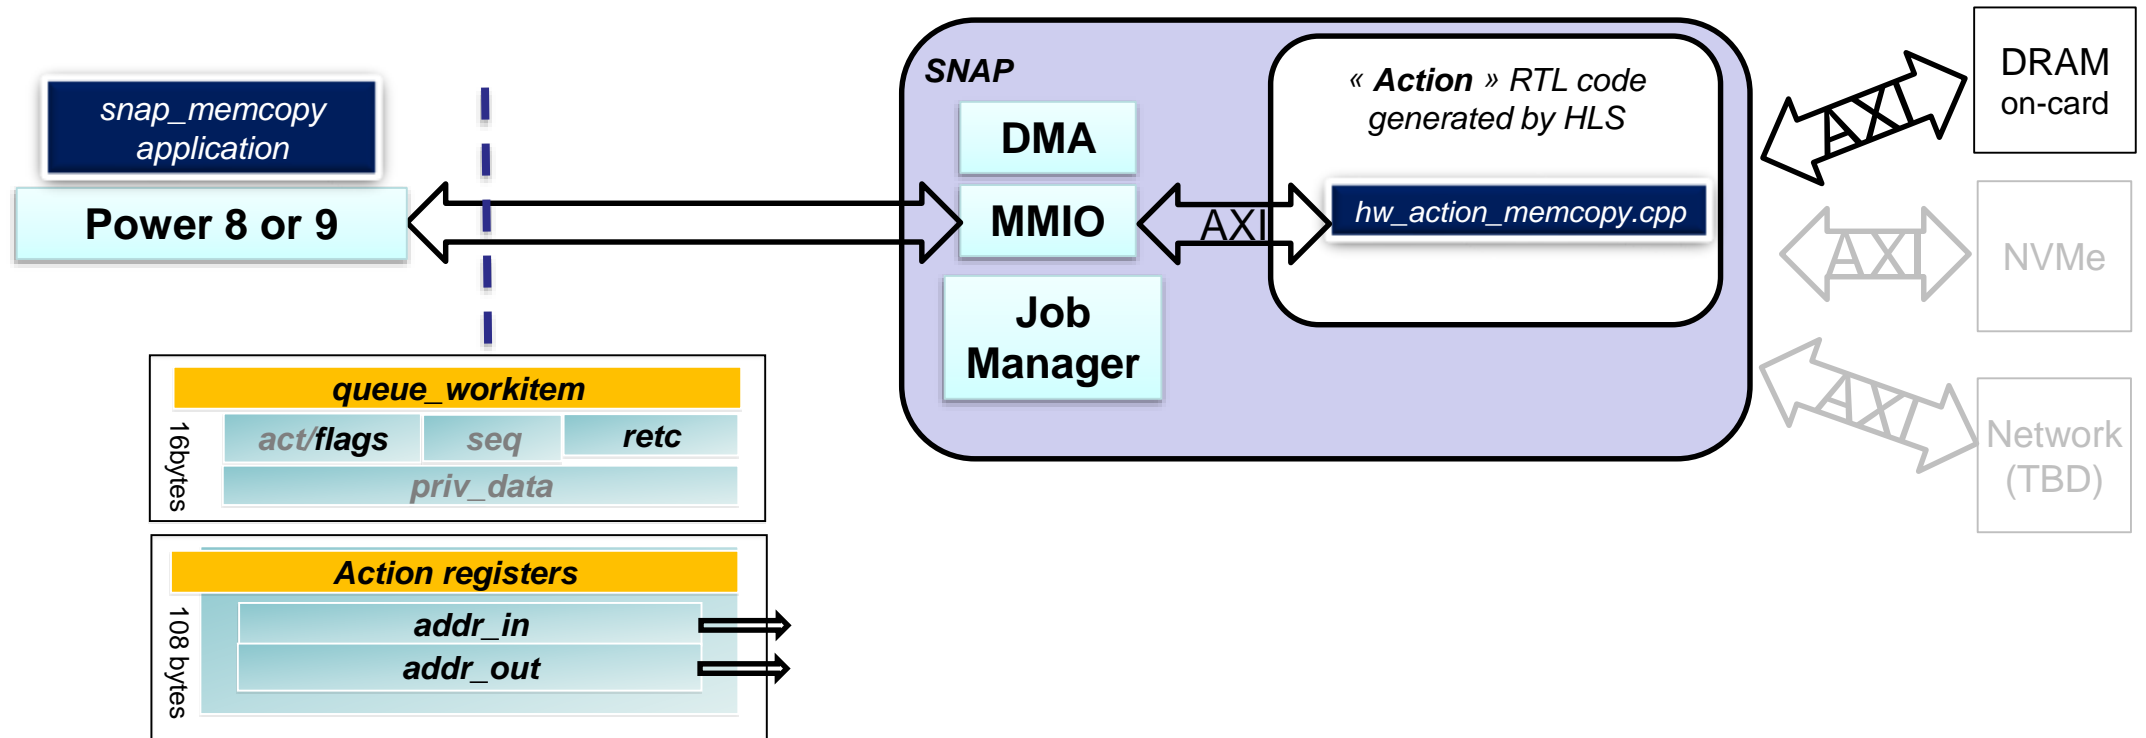 snap_memcopy
application
Power 8 or 9
SNAP
DMA
MMIO
Job
Manager
AXI
« Action » RTL code
generated by HLS
hw_action_memcopy.cpp
AXI
DRAM
on-card
AXI
NVMe
AXI
Network
(TBD)
queue_workitem
16bytes
act/flags
seq
retc
priv_data
Action registers
108 bytes
addr_in
addr_out